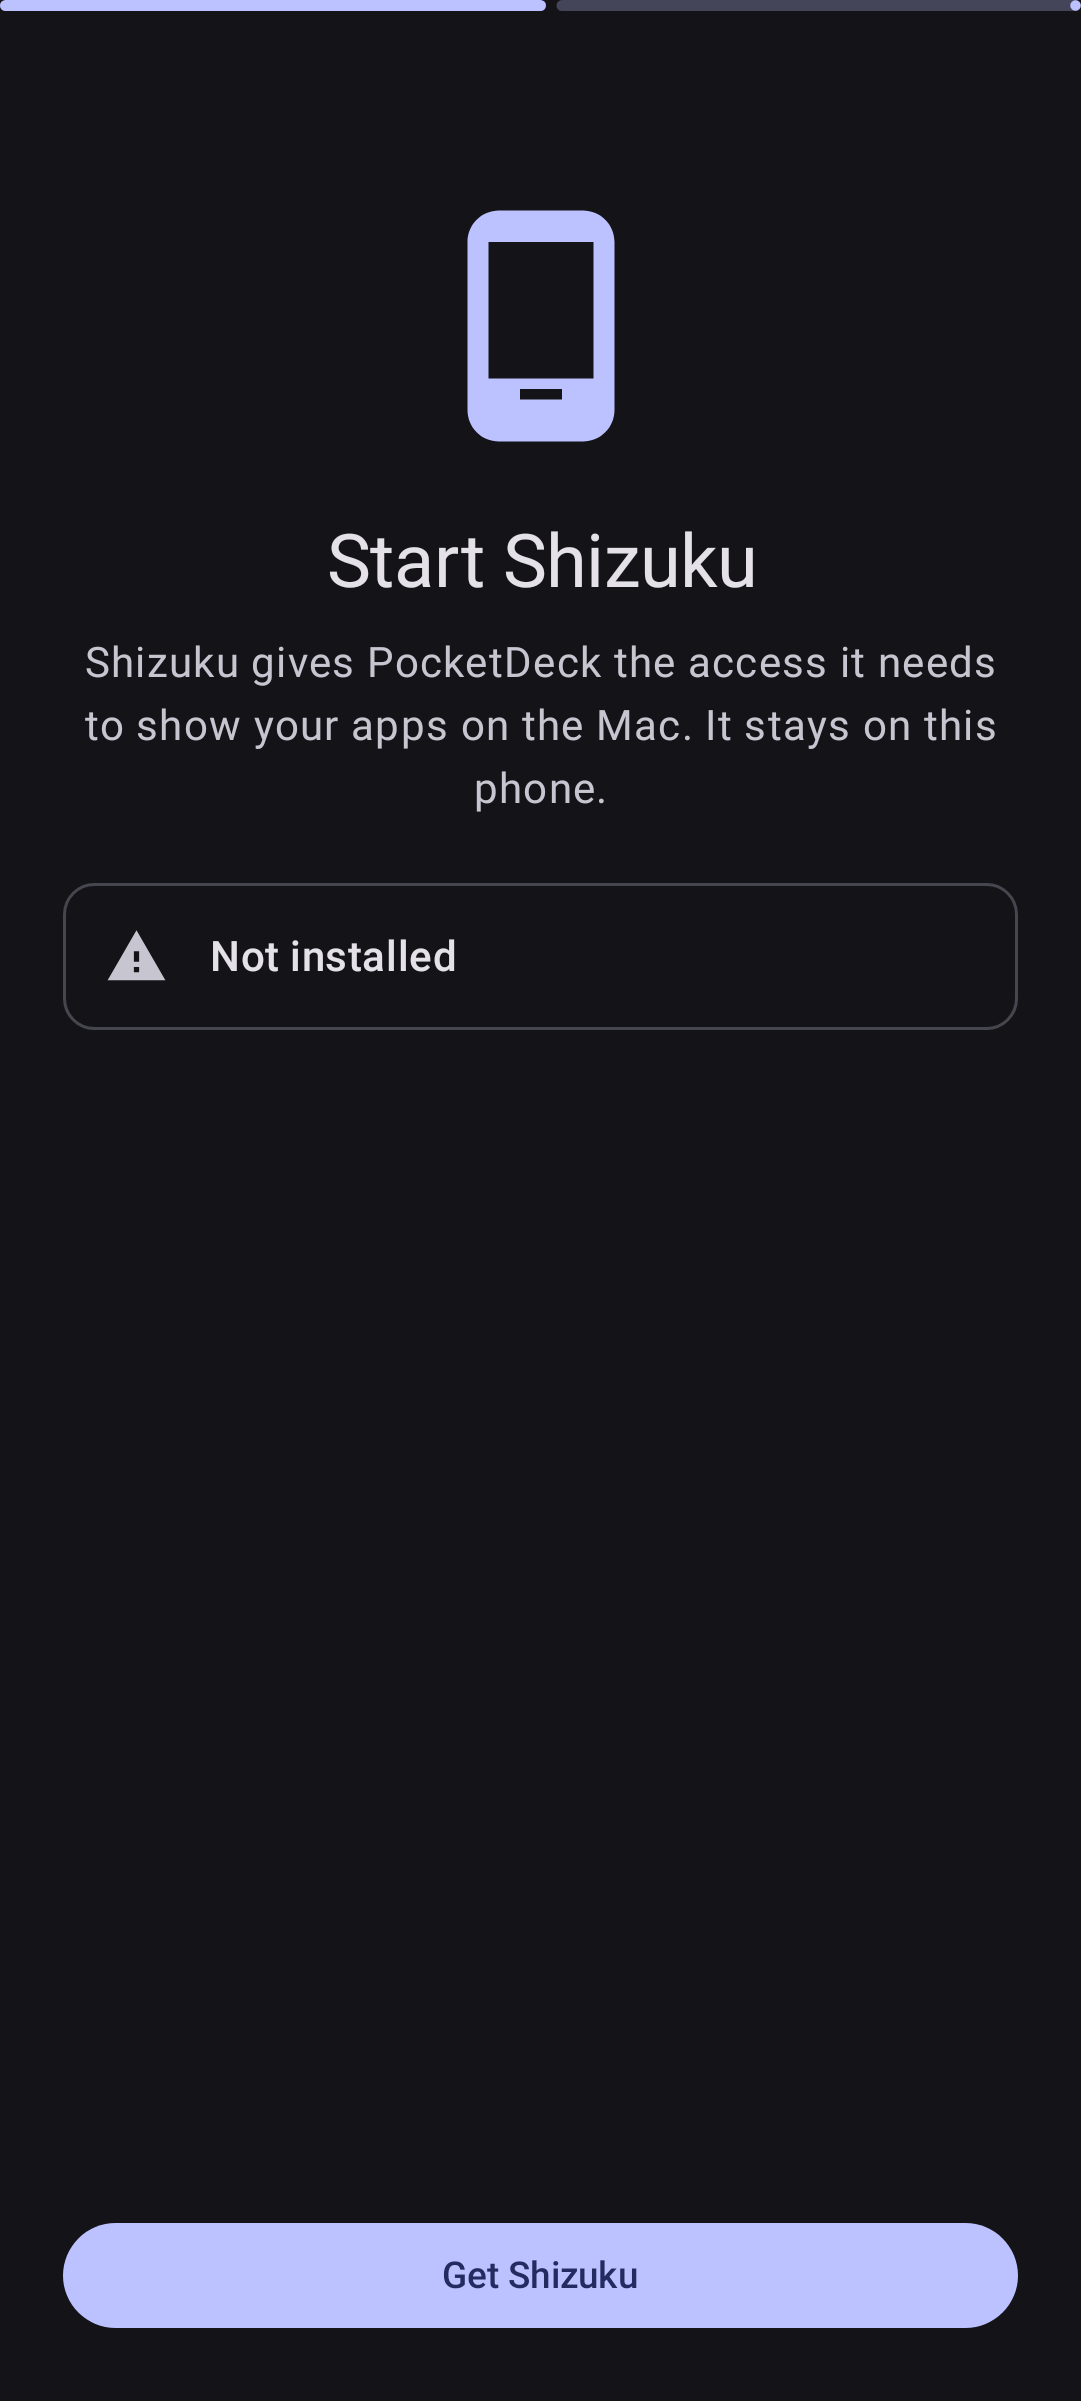 Start Shizuku
Shizuku gives PocketDeck the access it needs
to show your apps on the Mac. It stays on this
phone.
Not installed
Get Shizuku